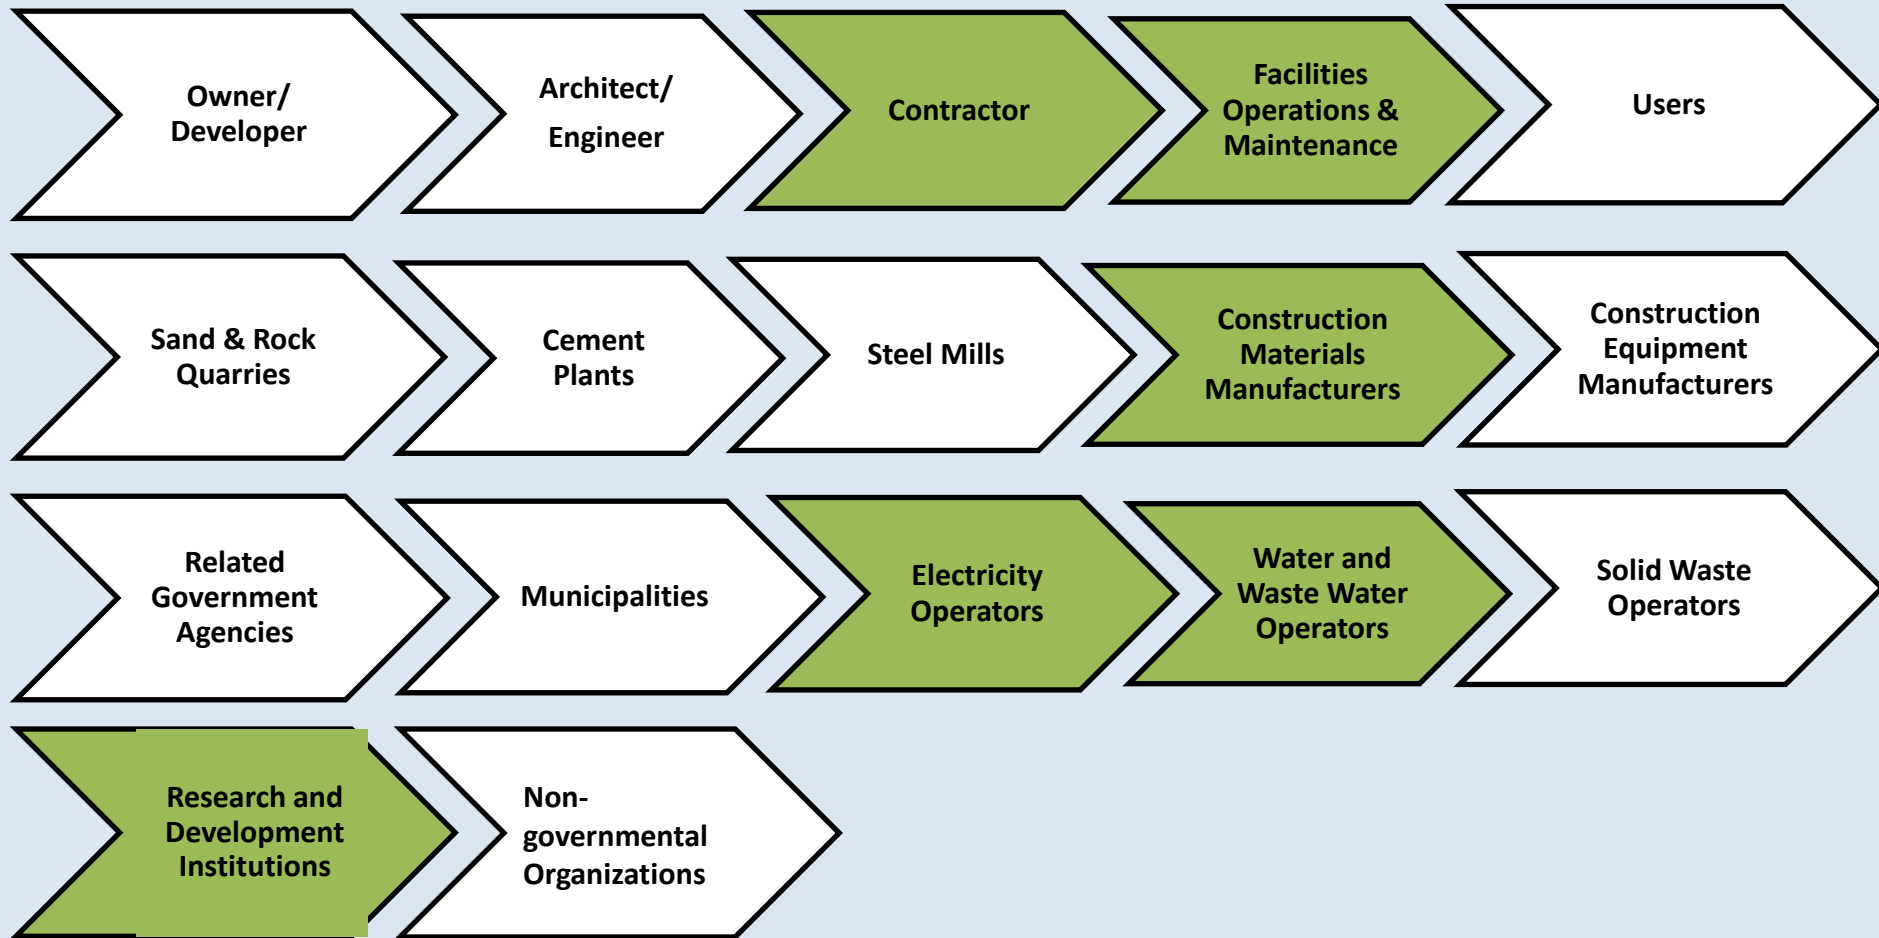 Owner/
Developer
Architect/
Engineer
Contractor
Facilities
Operations &
Maintenance
Users
Sand & Rock
Quarries
Cement
Plants
Steel Mills
Construction
Materials
Manufacturers
Construction
Equipment
Manufacturers
Related
Government
Agencies
Municipalities
Electricity
Operators
Water and
Waste Water
Operators
Solid Waste
Operators
Research and
Development
Institutions
Non-
governmental
Organizations